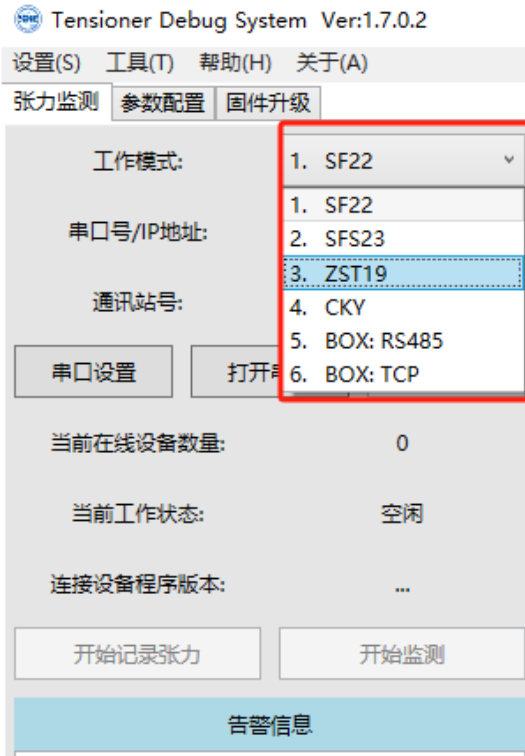 Tensioner Debug System Ver:1.7.0.2
设置(S) 工具(T) 帮助(H) 关于(A)
张力监测 参数配置 固件升级
工作模式: 1. SF22
1. SF22
串口号/IP地址: 2. SFS23
3. ZST19
通讯站号: 4. CKY
5. BOX: RS485
串口设置 打开 6. BOX: TCP
当前在线设备数量: 0
当前工作状态: 空闲
连接设备程序版本: ...
开始记录张力 开始监测
告警信息